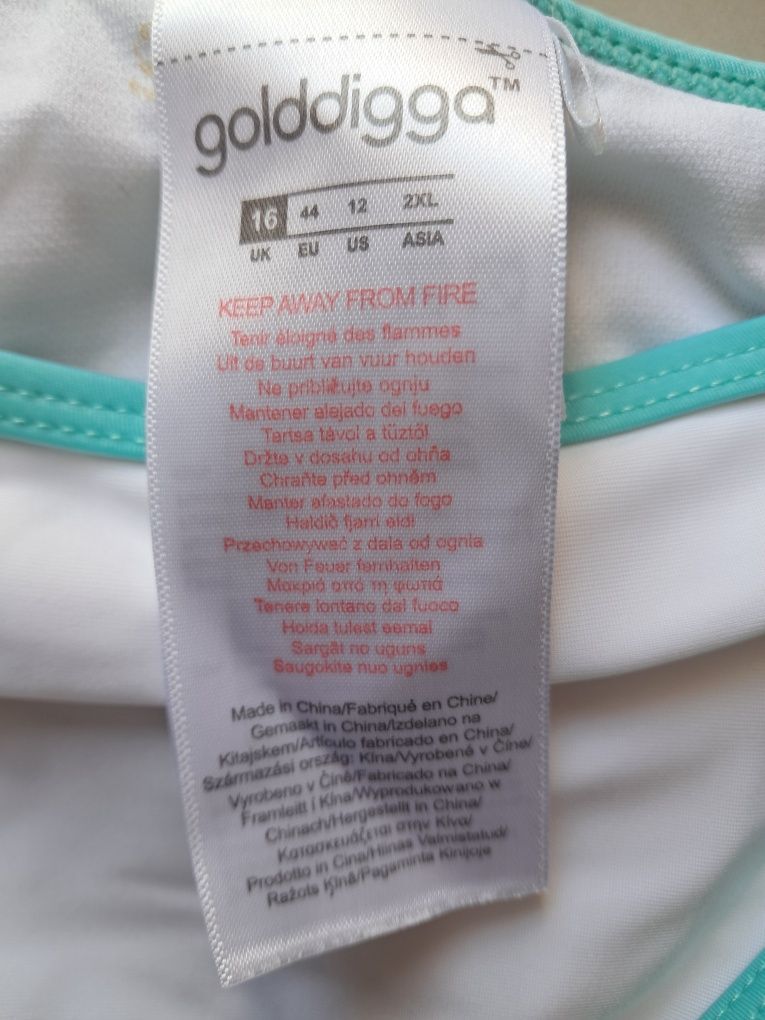 golddigga™
16 44 12 2XL
UK EU US ASIA
KEEP AWAY FROM FIRE
Tenir éloigné des flammes
Uit de buurt van vuur houden
Ne približujte ognju
Mantener alejado del fuego
Tartsa távol a tűztől
Držte v dosahu od ohňa
Chraňte před ohněm
Manter afastado do fogo
Haldið fjarri eldi
Przechowywać z dala od ognia
Von Feuer fernhalten
Μακριά από τη φωτιά
Tenere lontano dal fuoco
Hoida tulest eemal
Sargāt no uguns
Saugokite nuo ugnies
Made in China/Fabriqué en Chine/
Gemaakt in China/Izdelano na
Kitajskem/Artículo fabricado en China/
Származási ország: Kína/Vyrobené v Číne/
Vyrobeno v Číně/Fabricado na China/
Framleitt í Kína/Wyprodukowano w
Chinach/Hergestellt in China/
Κατασκευάζεται στην Κίνα/
Prodotto in Cina/Hiinas Valmistatud/
Ražots Ķīnā/Pagaminta Kinijoje